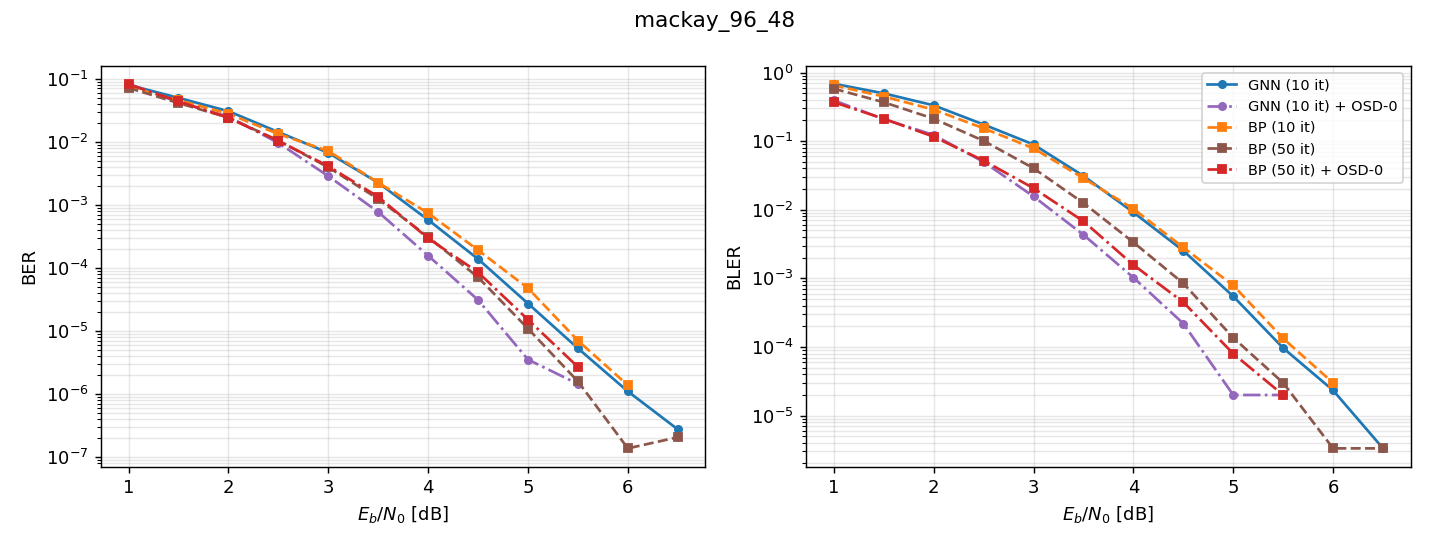 mackay_96_48
10⁻¹
10⁻²
10⁻³
10⁻⁴
10⁻⁵
10⁻⁶
10⁻⁷
BER
1 2 3 4 5 6
E_b/N_0 [dB]
10⁰
10⁻¹
10⁻²
10⁻³
10⁻⁴
10⁻⁵
BLER
1 2 3 4 5 6
E_b/N_0 [dB]
GNN (10 it)
GNN (10 it) + OSD-0
BP (10 it)
BP (50 it)
BP (50 it) + OSD-0